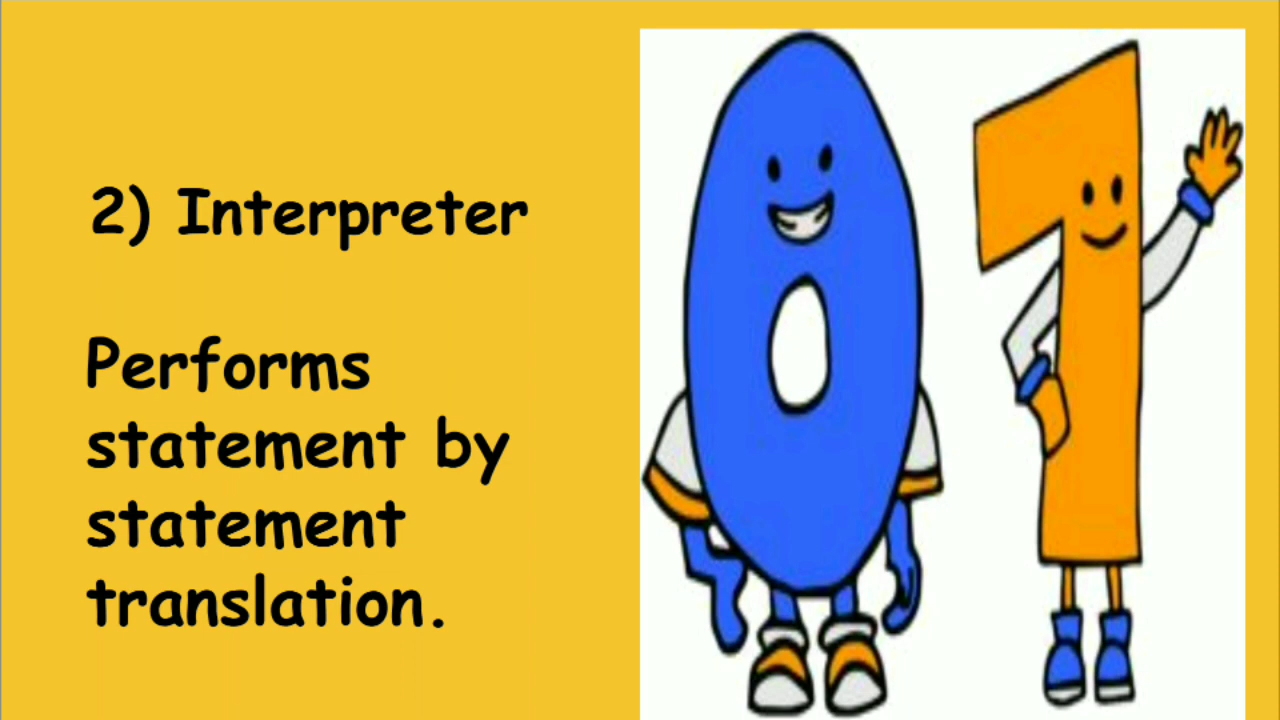 2) Interpreter
Performs
statement by
statement
translation.